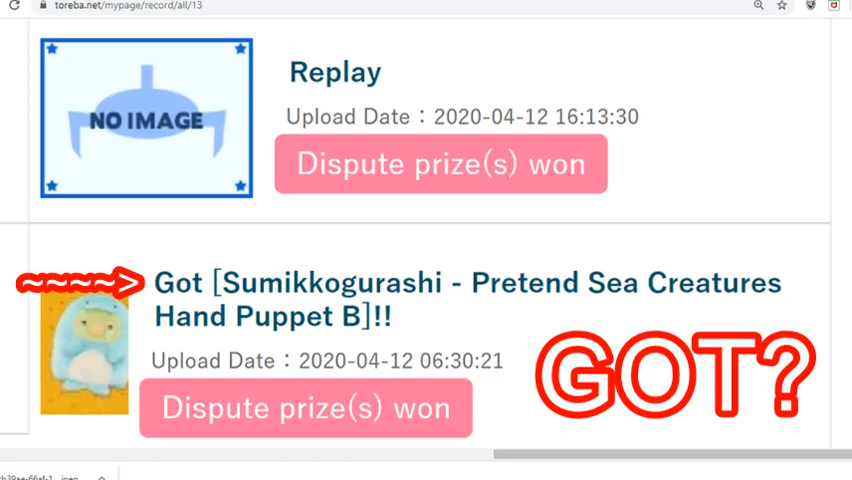 toreba.net/mypage/record/all/13
Replay
NO IMAGE
Upload Date：2020-04-12 16:13:30
Dispute prize(s) won
Got [Sumikkogurashi - Pretend Sea Creatures
Hand Puppet B]!!
Upload Date：2020-04-12 06:30:21
GOT?
Dispute prize(s) won